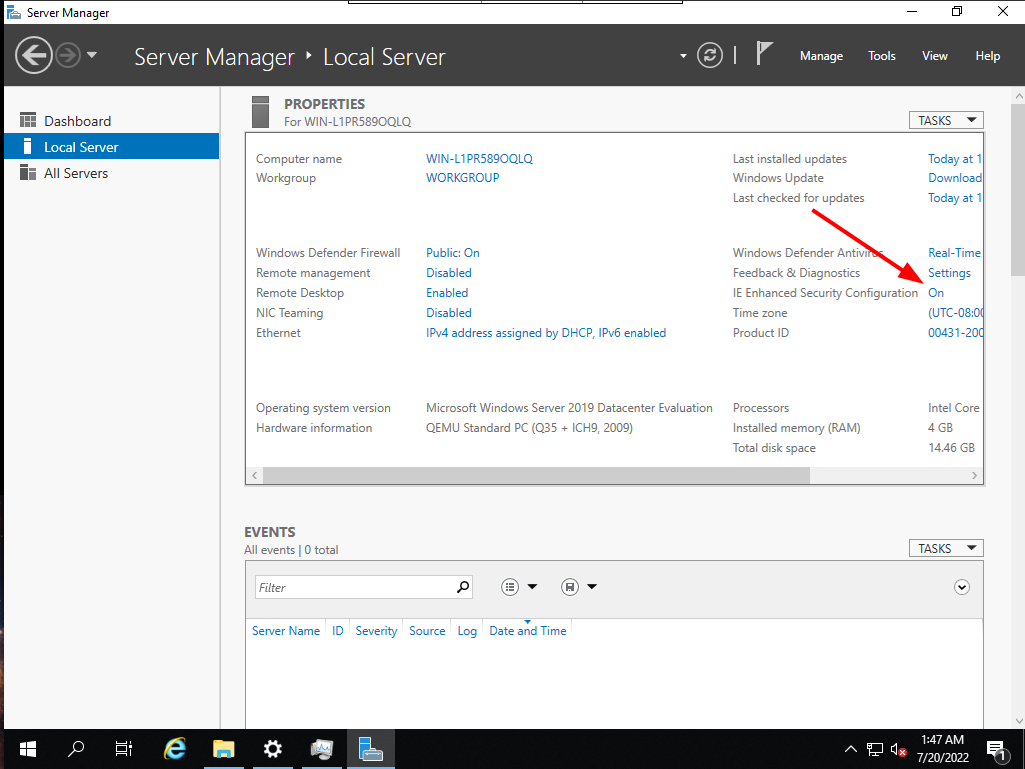 Server Manager
Server Manager ‣ Local Server
Manage Tools View Help
Dashboard
Local Server
All Servers
PROPERTIES
For WIN-L1PR589OQLQ
TASKS
Computer name WIN-L1PR589OQLQ Last installed updates Today at 1
Workgroup WORKGROUP Windows Update Download
Last checked for updates Today at 1
Windows Defender Firewall Public: On Windows Defender Antivirus Real-Time
Remote management Disabled Feedback & Diagnostics Settings
Remote Desktop Enabled IE Enhanced Security Configuration On
NIC Teaming Disabled Time zone (UTC-08:00
Ethernet IPv4 address assigned by DHCP, IPv6 enabled Product ID 00431-200
Operating system version Microsoft Windows Server 2019 Datacenter Evaluation Processors Intel Core
Hardware information QEMU Standard PC (Q35 + ICH9, 2009) Installed memory (RAM) 4 GB
Total disk space 14.46 GB
EVENTS
All events | 0 total
TASKS
Filter
Server Name ID Severity Source Log Date and Time
1:47 AM
7/20/2022
1